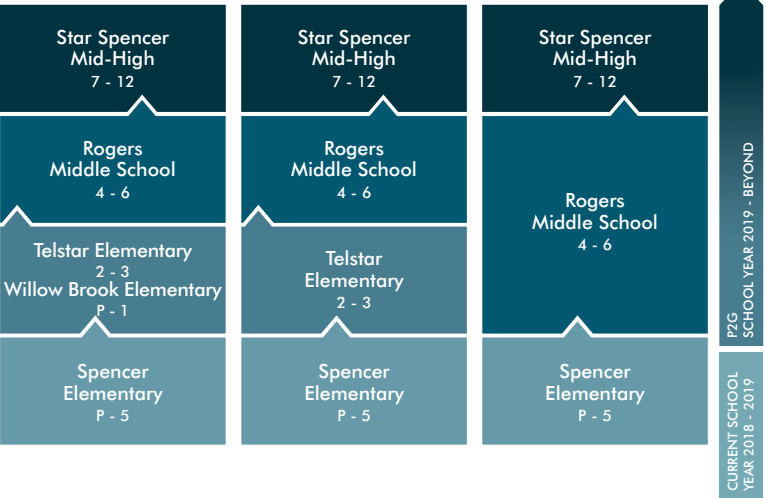 Star Spencer
Mid-High
7 - 12
Rogers
Middle School
4 - 6
Telstar Elementary
2 - 3
Willow Brook Elementary
P - 1
Spencer
Elementary
P - 5
Star Spencer
Mid-High
7 - 12
Rogers
Middle School
4 - 6
Telstar
Elementary
2 - 3
Spencer
Elementary
P - 5
Star Spencer
Mid-High
7 - 12
Rogers
Middle School
4 - 6
Spencer
Elementary
P - 5
P2G
SCHOOL YEAR 2019 - BEYOND
CURRENT SCHOOL
YEAR 2018 - 2019